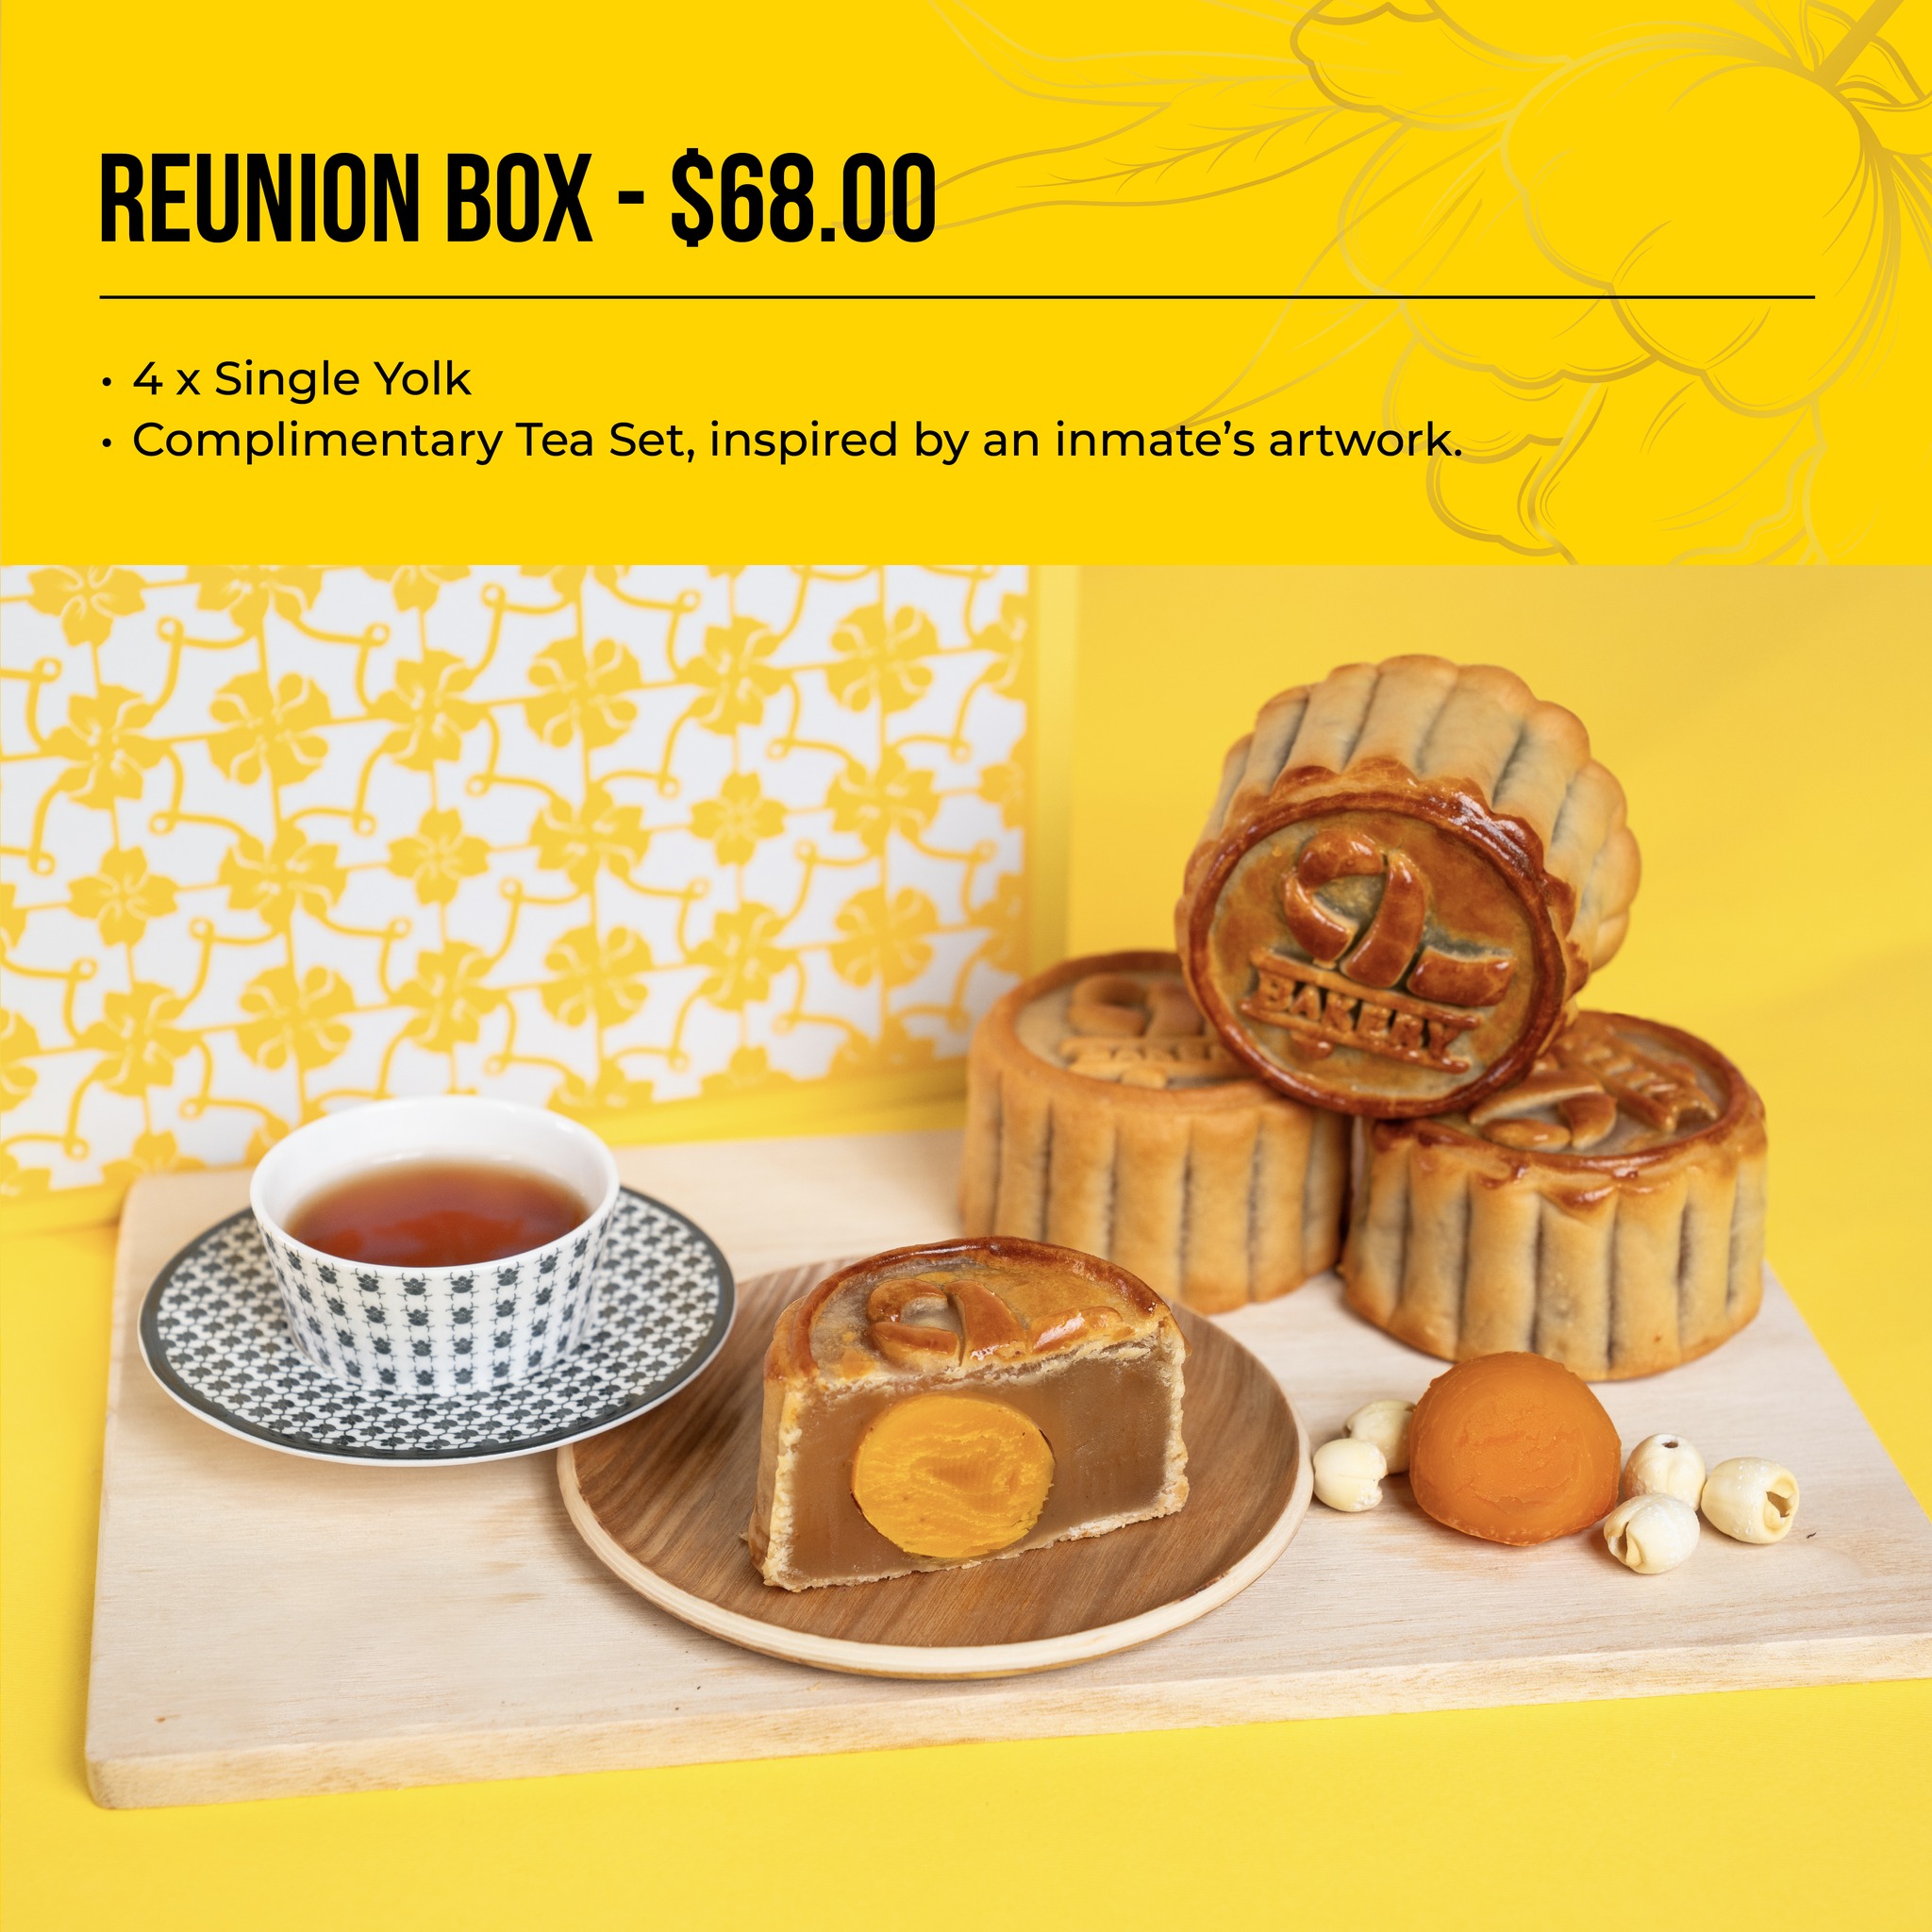 REUNION BOX - $68.00
• 4 x Single Yolk
• Complimentary Tea Set, inspired by an inmate’s artwork.
BAKERY